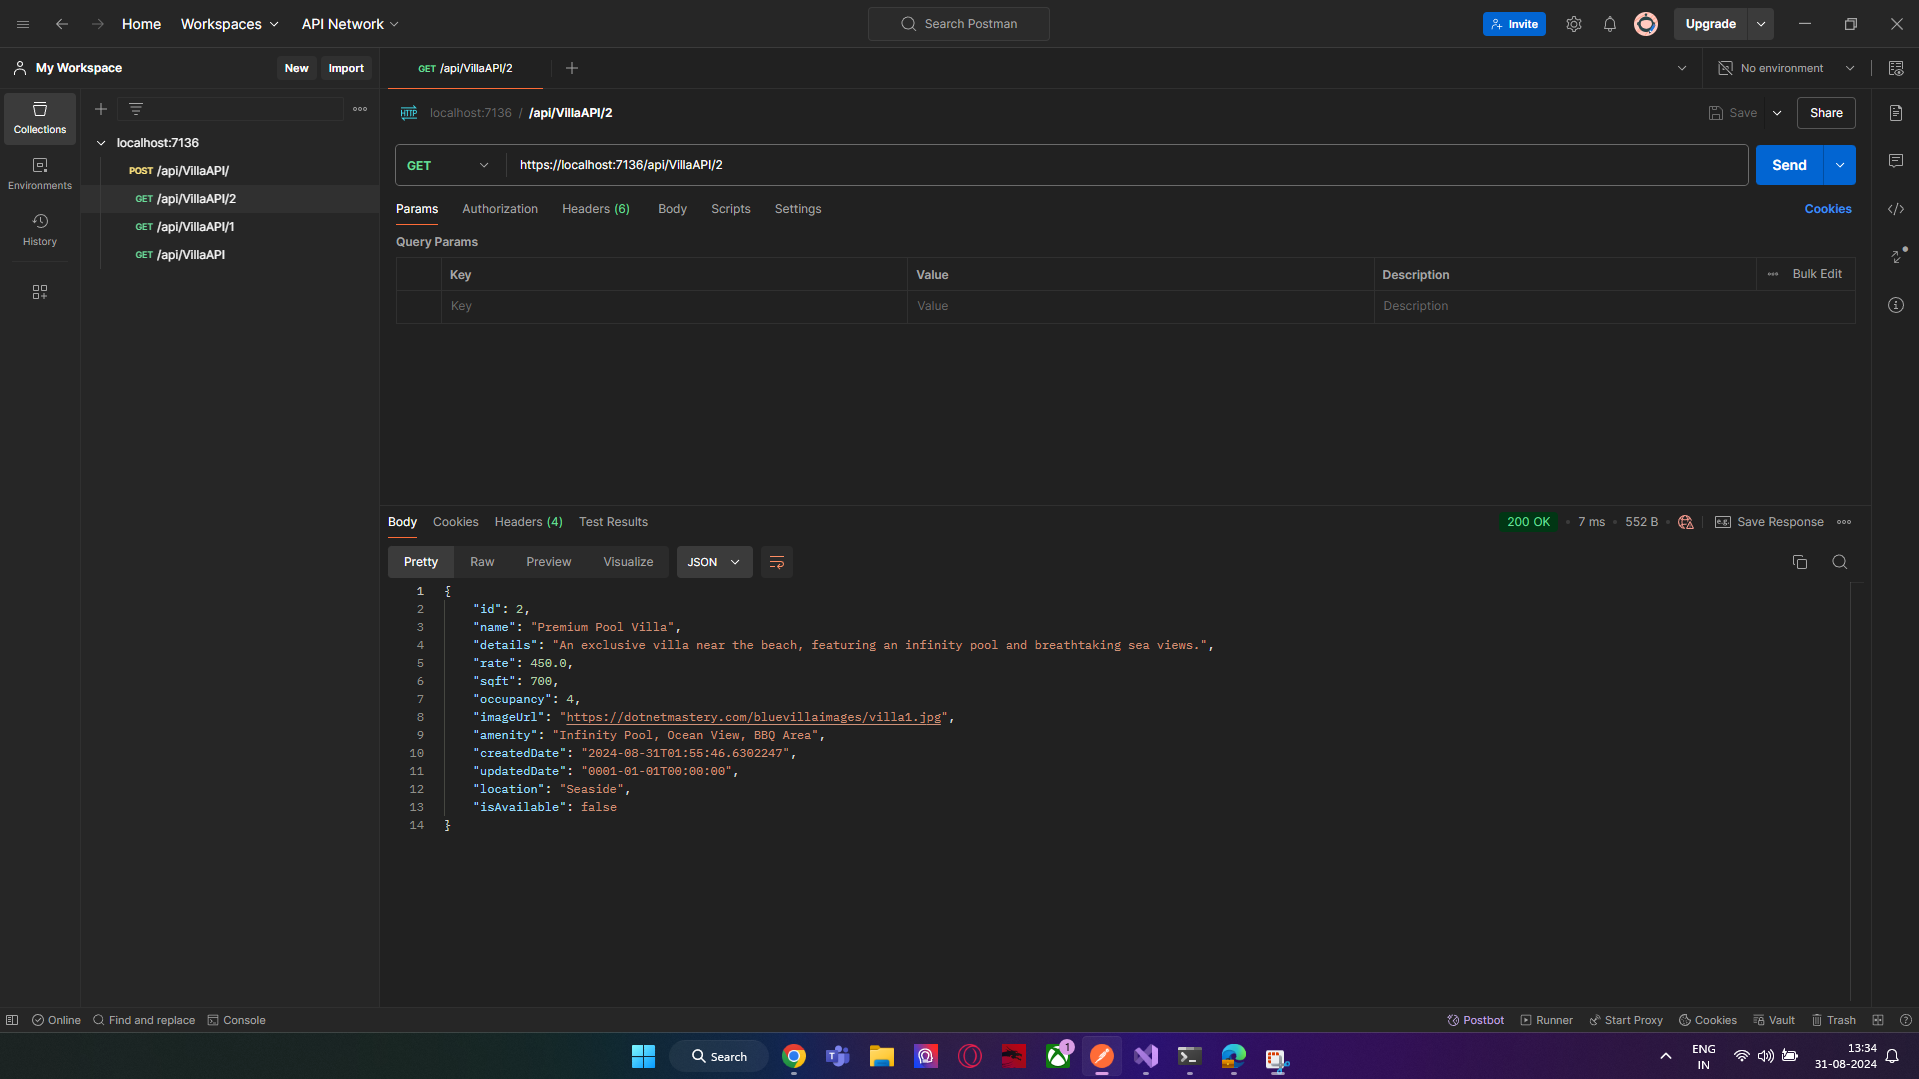 Home Workspaces API Network Search Postman Invite Upgrade
My Workspace New Import GET /api/VillaAPI/2 No environment
Collections
Environments
History
localhost:7136
POST /api/VillaAPI/
GET /api/VillaAPI/2
GET /api/VillaAPI/1
GET /api/VillaAPI
HTTP localhost:7136 / /api/VillaAPI/2 Save Share
GET https://localhost:7136/api/VillaAPI/2 Send
Params Authorization Headers (6) Body Scripts Settings Cookies
Query Params
Key Value Description Bulk Edit
Key Value Description
Body Cookies Headers (4) Test Results 200 OK 7 ms 552 B e.g. Save Response
Pretty Raw Preview Visualize JSON
1 {
2 "id": 2,
3 "name": "Premium Pool Villa",
4 "details": "An exclusive villa near the beach, featuring an infinity pool and breathtaking sea views.",
5 "rate": 450.0,
6 "sqft": 700,
7 "occupancy": 4,
8 "imageUrl": "https://dotnetmastery.com/bluevillaimages/villa1.jpg",
9 "amenity": "Infinity Pool, Ocean View, BBQ Area",
10 "createdDate": "2024-08-31T01:55:46.6302247",
11 "updatedDate": "0001-01-01T00:00:00",
12 "location": "Seaside",
13 "isAvailable": false
14 }
Online Find and replace Console Postbot Runner Start Proxy Cookies Vault Trash
Search 1 ENG 13:34
IN 31-08-2024